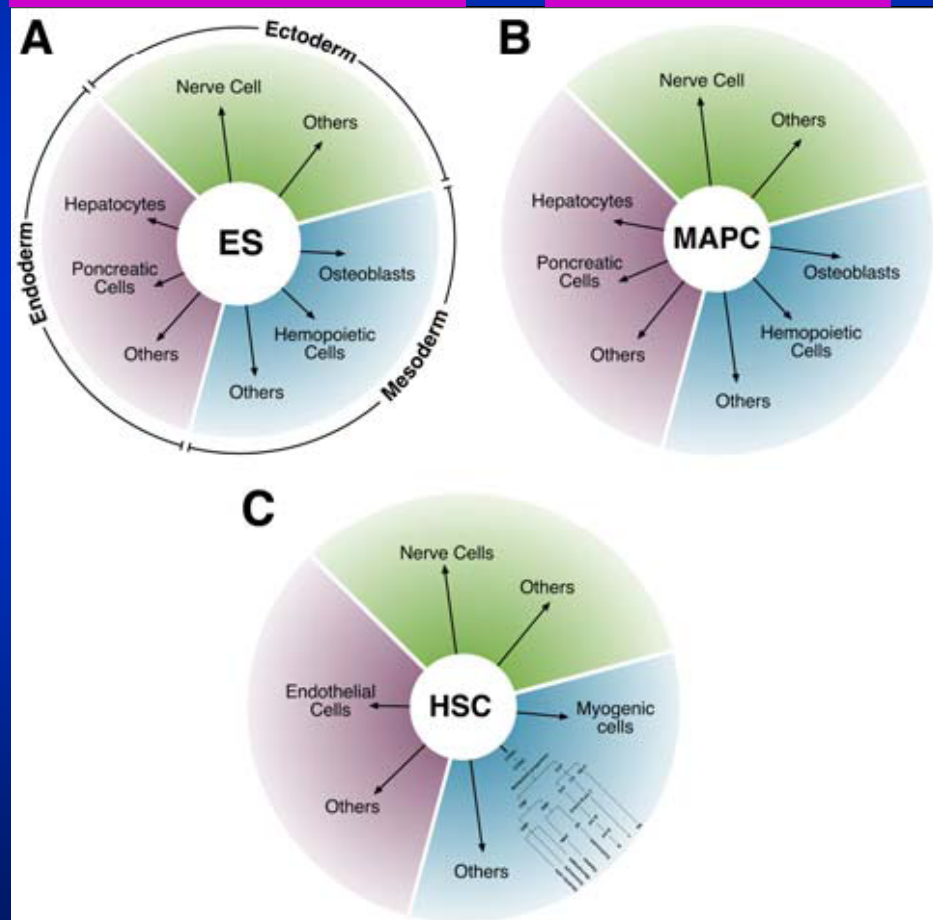 A
Ectoderm
Nerve Cell
Others
Hepatocytes
Poncreatic
Cells
Others
ES
Osteoblasts
Hemopoietic
Cells
Others
Endoderm
Mesoderm
B
Nerve Cell
Others
Hepatocytes
Poncreatic
Cells
Others
MAPC
Osteoblasts
Hemopoietic
Cells
Others
C
Nerve Cells
Others
Endothelial
Cells
Others
HSC
Myogenic
cells
Others